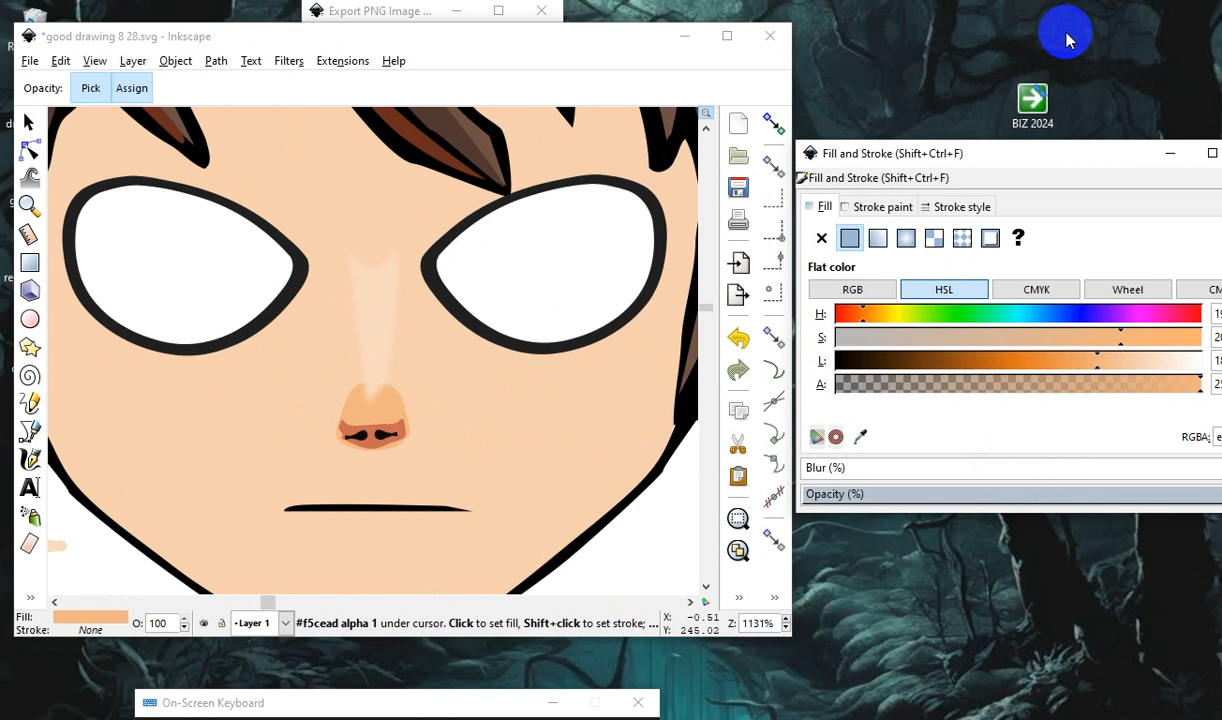 Export PNG Image ...
*good drawing 8 28.svg - Inkscape
File Edit View Layer Object Path Text Filters Extensions Help
Opacity: Pick Assign
BIZ 2024
Fill and Stroke (Shift+Ctrl+F)
Fill and Stroke (Shift+Ctrl+F)
Fill Stroke paint Stroke style
Flat color
RGB HSL CMYK Wheel
H:
S:
L:
A:
RGBA:
Blur (%)
Opacity (%)
Fill:
Stroke: None
O: 100
Layer 1
#f5cead alpha 1 under cursor. Click to set fill, Shift+click to set stroke; ...
X: -0.51
Y: 245.02
Z: 1131%
On-Screen Keyboard